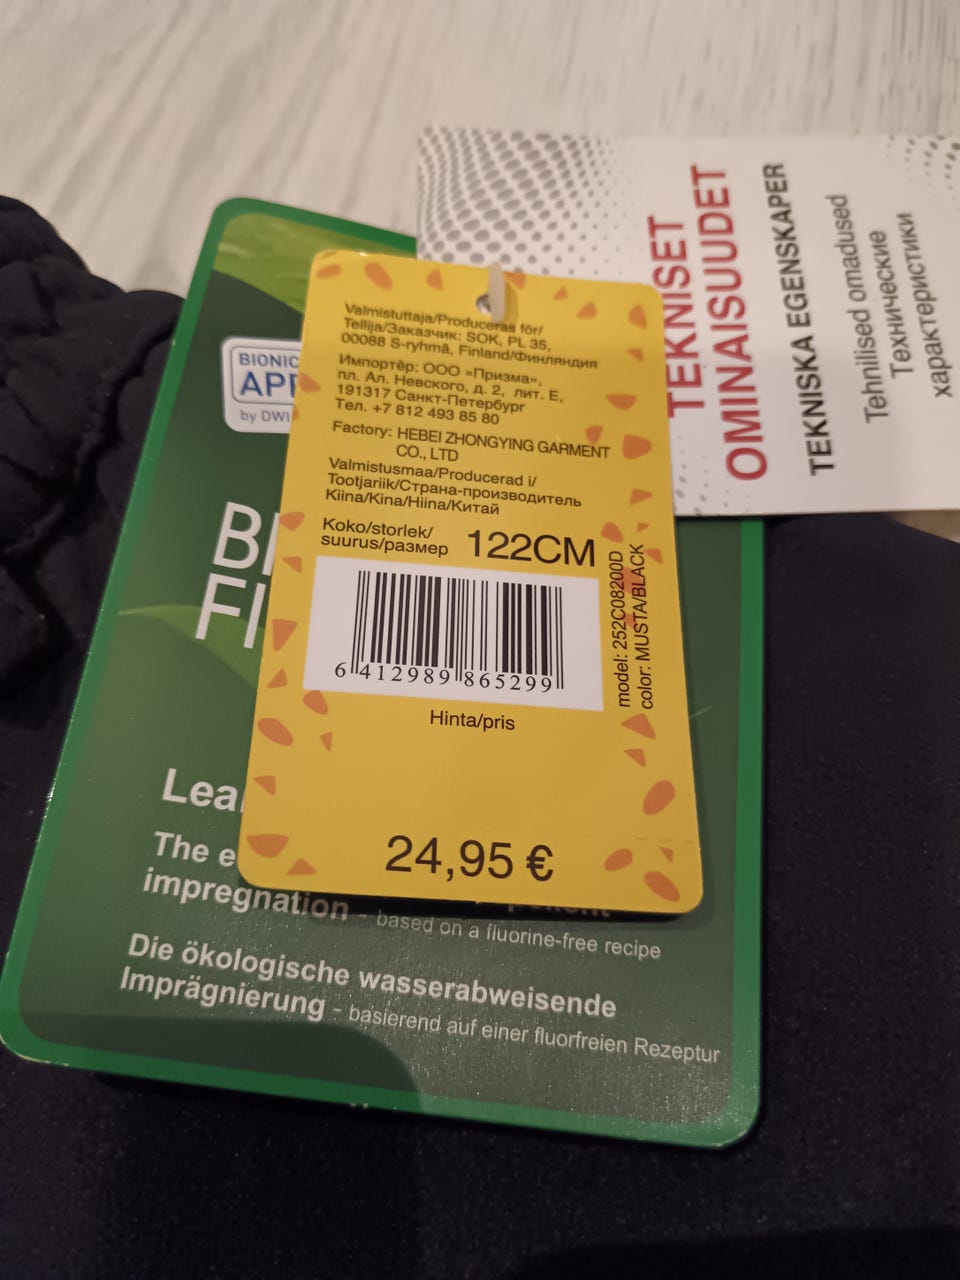 Valmistuttaja/Produceras för/
Tellija/Заказчик: SOK, PL 35,
00088 S-ryhmä, Finland/Финляндия
Импортёр: ООО «Призма»,
пл. Ал. Невского, д. 2, лит. Е,
191317 Санкт-Петербург
Тел. +7 812 493 85 80
Factory: HEBEI ZHONGYING GARMENT
CO., LTD
Valmistusmaa/Producerad i/
Tootjariik/Страна-производитель
Kiina/Kina/Hiina/Китай
Koko/storlek/
suurus/размер 122CM
6 412989 865299
model: 252C08200D
color: MUSTA/BLACK
Hinta/pris
24,95 €
TEKNISET
OMINAISUUDET
TEKNISKA EGENSKAPER
Tehnilised omadused
Технические
характеристики
BIONIC
by
The
impregnation - based on a fluorine-free recipe
Die ökologische wasserabweisende
Imprägnierung - basierend auf einer fluorfreien Rezeptur